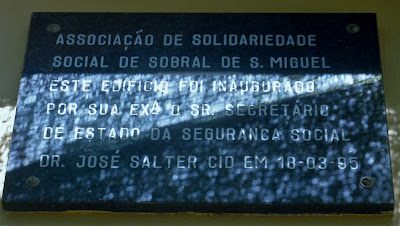 ASSOCIAÇÃO DE SOLIDARIEDADE
SOCIAL DE SOBRAL DE S. MIGUEL
ESTE EDIFICIO FOI INAUGURADO
POR SUA EXA O SR. SECRETÁRIO
DE ESTADO DA SEGURANÇA SOCIAL
DR. JOSÉ SALTER CID EM 18-03-95